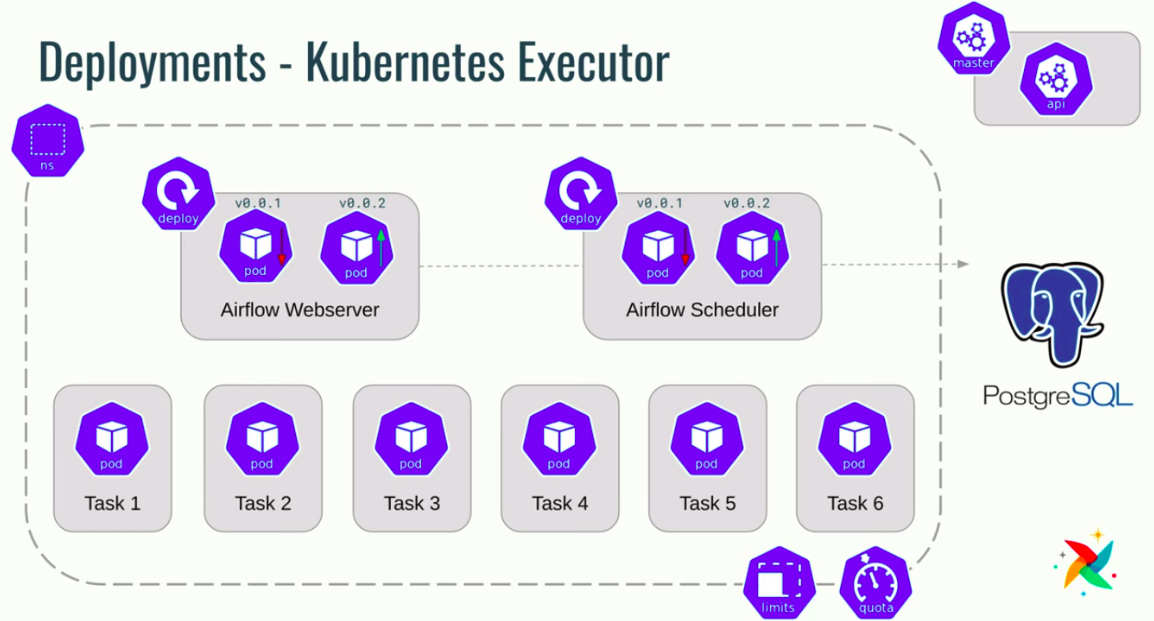 Deployments - Kubernetes Executor
master
api
ns
deploy
v0.0.1
v0.0.2
pod
pod
Airflow Webserver
deploy
v0.0.1
v0.0.2
pod
pod
Airflow Scheduler
PostgreSQL
pod
Task 1
pod
Task 2
pod
Task 3
pod
Task 4
pod
Task 5
pod
Task 6
limits
quota